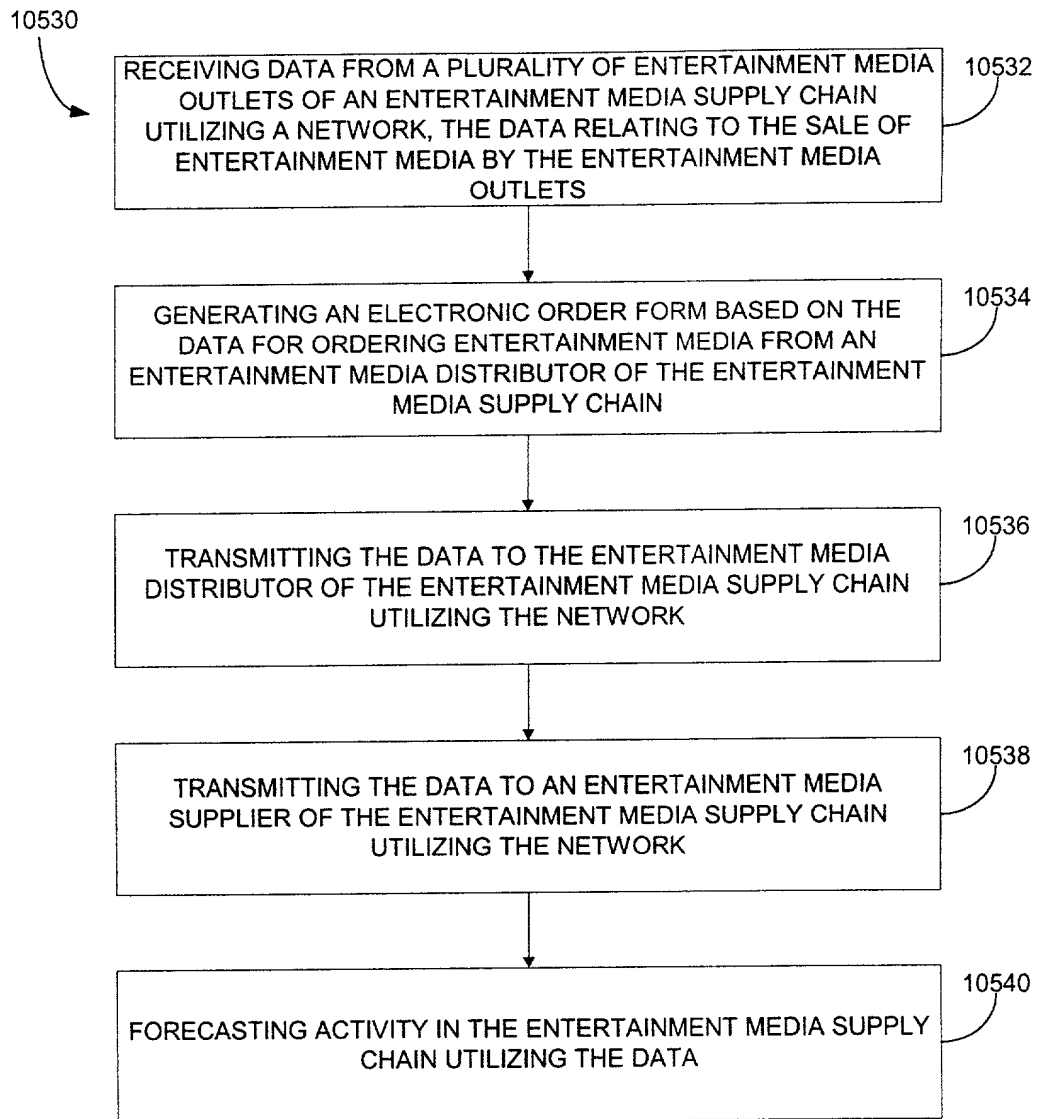 10530
RECEIVING DATA FROM A PLURALITY OF ENTERTAINMENT MEDIA
OUTLETS OF AN ENTERTAINMENT MEDIA SUPPLY CHAIN
UTILIZING A NETWORK, THE DATA RELATING TO THE SALE OF
ENTERTAINMENT MEDIA BY THE ENTERTAINMENT MEDIA
OUTLETS
10532
GENERATING AN ELECTRONIC ORDER FORM BASED ON THE
DATA FOR ORDERING ENTERTAINMENT MEDIA FROM AN
ENTERTAINMENT MEDIA DISTRIBUTOR OF THE ENTERTAINMENT
MEDIA SUPPLY CHAIN
10534
TRANSMITTING THE DATA TO THE ENTERTAINMENT MEDIA
DISTRIBUTOR OF THE ENTERTAINMENT MEDIA SUPPLY CHAIN
UTILIZING THE NETWORK
10536
TRANSMITTING THE DATA TO AN ENTERTAINMENT MEDIA
SUPPLIER OF THE ENTERTAINMENT MEDIA SUPPLY CHAIN
UTILIZING THE NETWORK
10538
FORECASTING ACTIVITY IN THE ENTERTAINMENT MEDIA SUPPLY
CHAIN UTILIZING THE DATA
10540